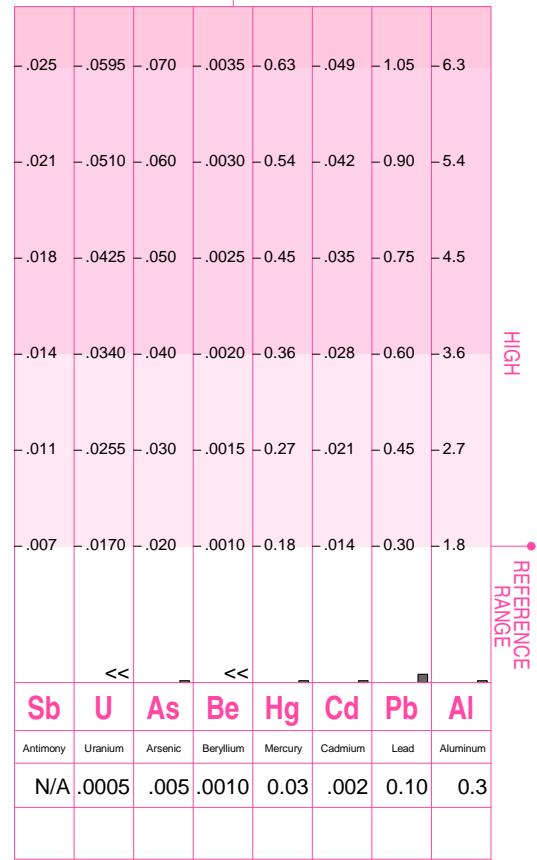 .025 .0595 .070 .0035 0.63 .049 1.05 6.3
.021 .0510 .060 .0030 0.54 .042 0.90 5.4
.018 .0425 .050 .0025 0.45 .035 0.75 4.5
.014 .0340 .040 .0020 0.36 .028 0.60 3.6
HIGH
.011 .0255 .030 .0015 0.27 .021 0.45 2.7
.007 .0170 .020 .0010 0.18 .014 0.30 1.8
REFERENCE
RANGE
<< <<
Sb U As Be Hg Cd Pb Al
Antimony Uranium Arsenic Beryllium Mercury Cadmium Lead Aluminum
N/A .0005 .005 .0010 0.03 .002 0.10 0.3